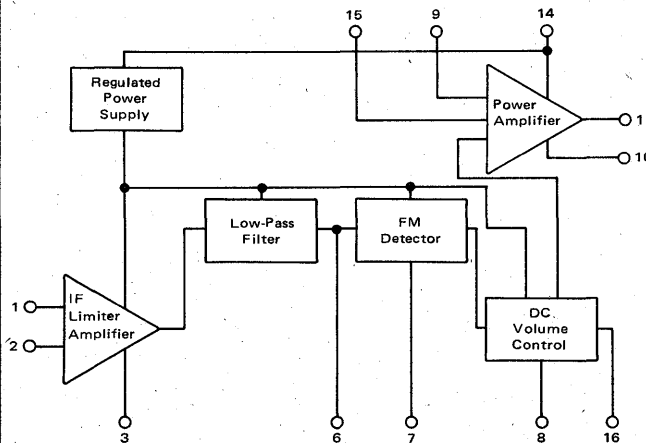 15
9
14
Regulated
Power
Supply
Power
Amplifier
1
10
Low-Pass
Filter
FM
Detector
IF
Limiter
Amplifier
1
2
DC
Volume
Control
3
6
7
8
16